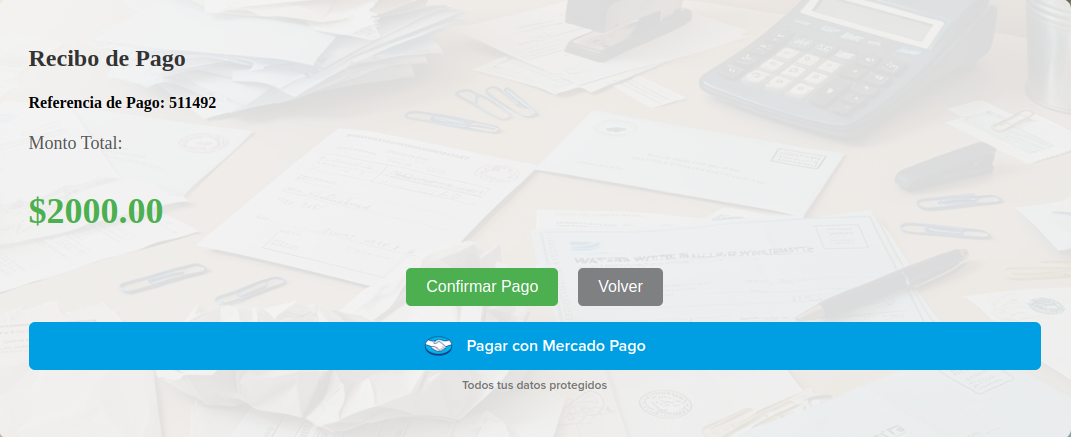 Recibo de Pago
Referencia de Pago: 511492
Monto Total:
$2000.00
Confirmar Pago
Volver
Pagar con Mercado Pago
Todos tus datos protegidos